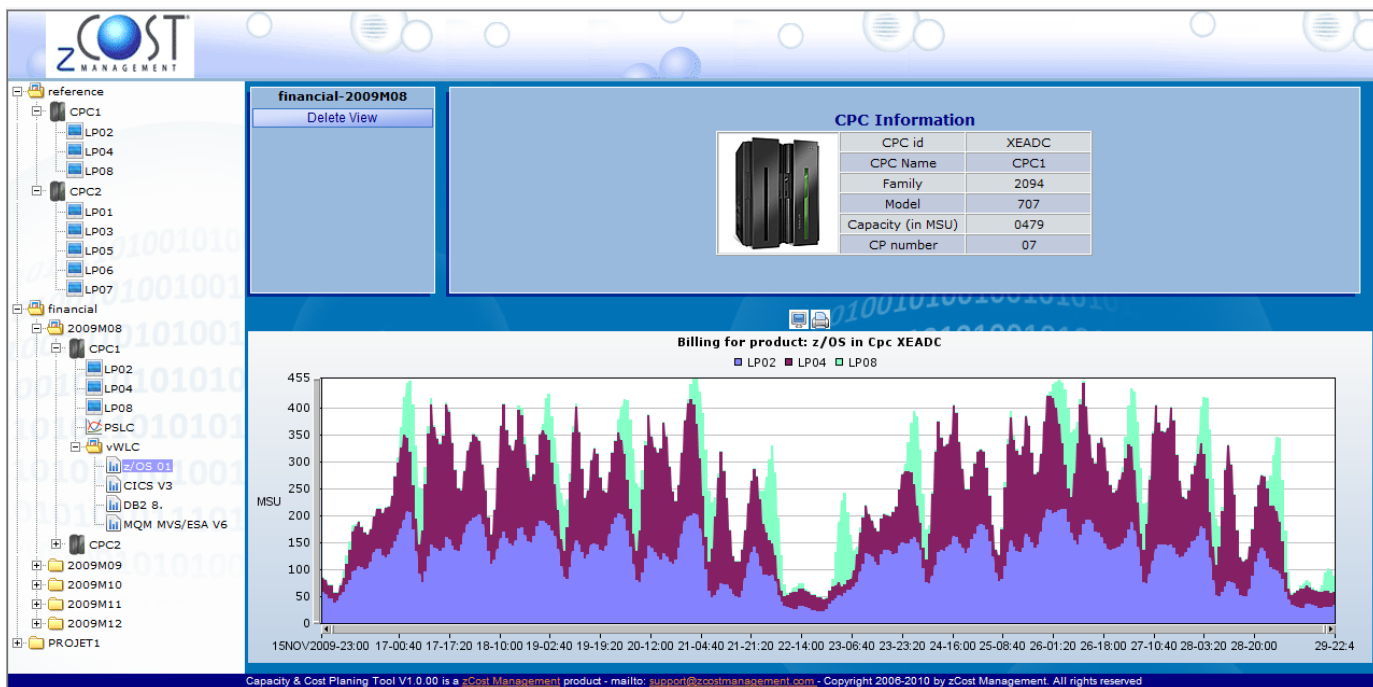 zCOST
MANAGEMENT
reference
CPC1
LP02
LP04
LP08
CPC2
LP01
LP03
LP05
LP06
LP07
financial
2009M08
CPC1
LP02
LP04
LP08
PSLC
vWLC
z/OS 01
CICS V3
DB2 8.
MQM MVS/ESA V6
CPC2
2009M09
2009M10
2009M11
2009M12
PROJET1
financial-2009M08
Delete View
CPC Information
CPC id XEADC
CPC Name CPC1
Family 2094
Model 707
Capacity (in MSU) 0479
CP number 07
Billing for product: z/OS in Cpc XEADC
LP02 LP04 LP08
455
400
350
300
250
MSU
200
150
100
50
0
15NOV2009-23:00 17-00:40 17-17:20 18-10:00 19-02:40 19-19:20 20-12:00 21-04:40 21-21:20 22-14:00 23-06:40 23-23:20 24-16:00 25-08:40 26-01:20 26-18:00 27-10:40 28-03:20 28-20:00 29-22:4
Capacity & Cost Planing Tool V1.0.00 is a zCost Management product - mailto: support@zcostmanagement.com - Copyright 2006-2010 by zCost Management. All rights reserved